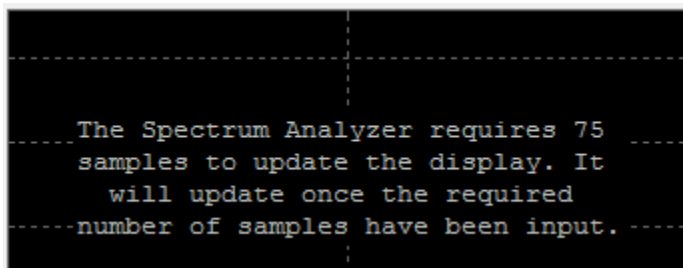 The Spectrum Analyzer requires 75
samples to update the display. It
will update once the required
number of samples have been input.